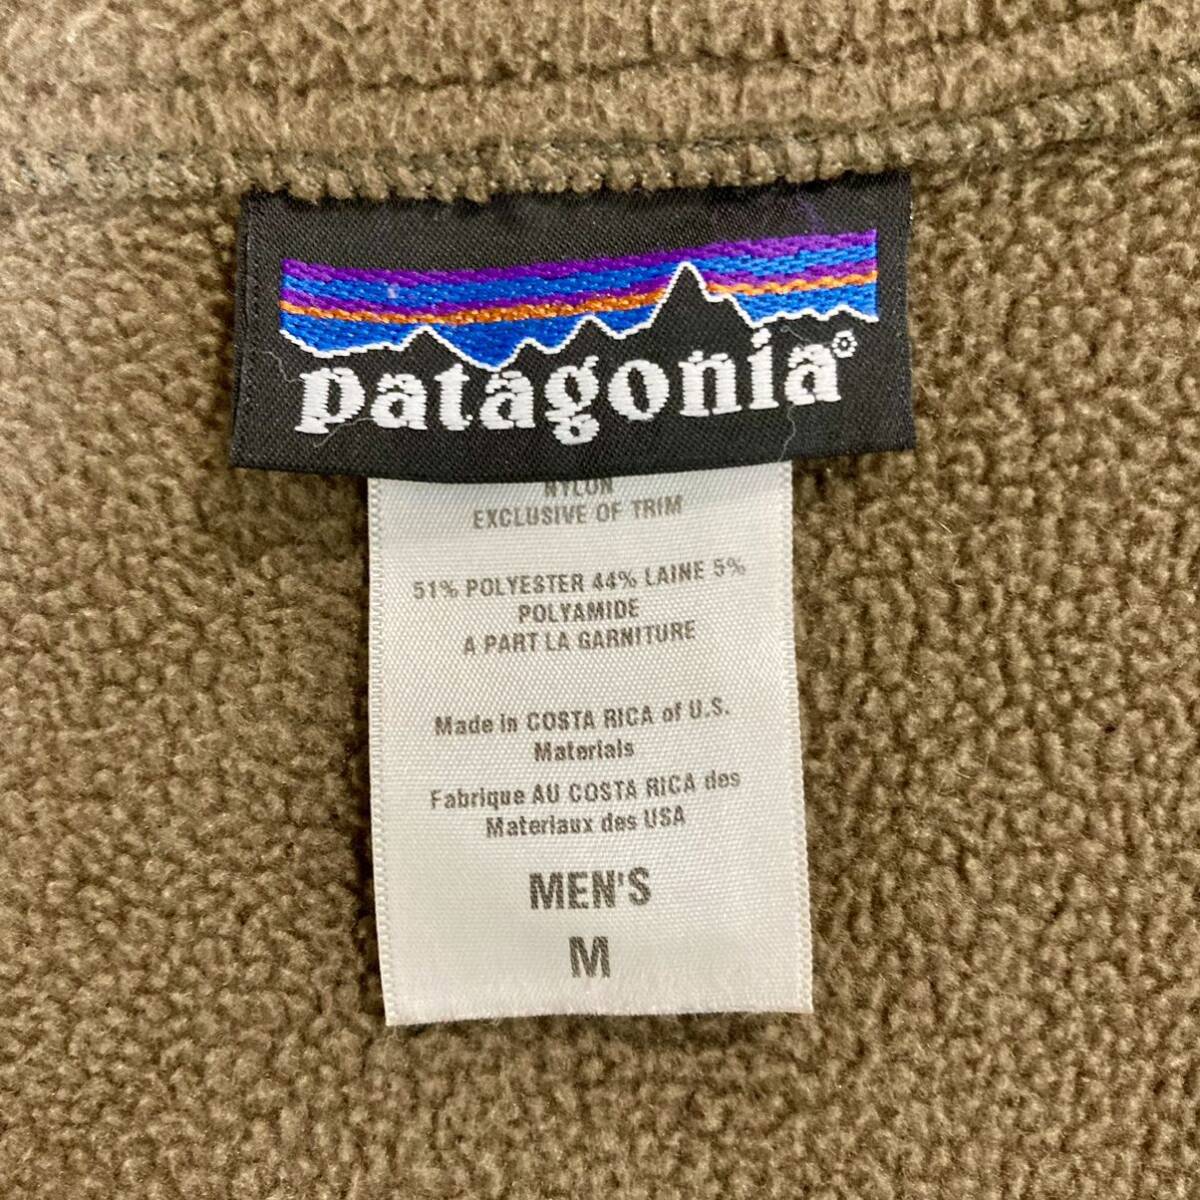 patagonia®
NYLON
EXCLUSIVE OF TRIM
51% POLYESTER 44% LAINE 5%
POLYAMIDE
A PART LA GARNITURE
Made in COSTA RICA of U.S.
Materials
Fabrique AU COSTA RICA des
Materiaux des USA
MEN'S
M